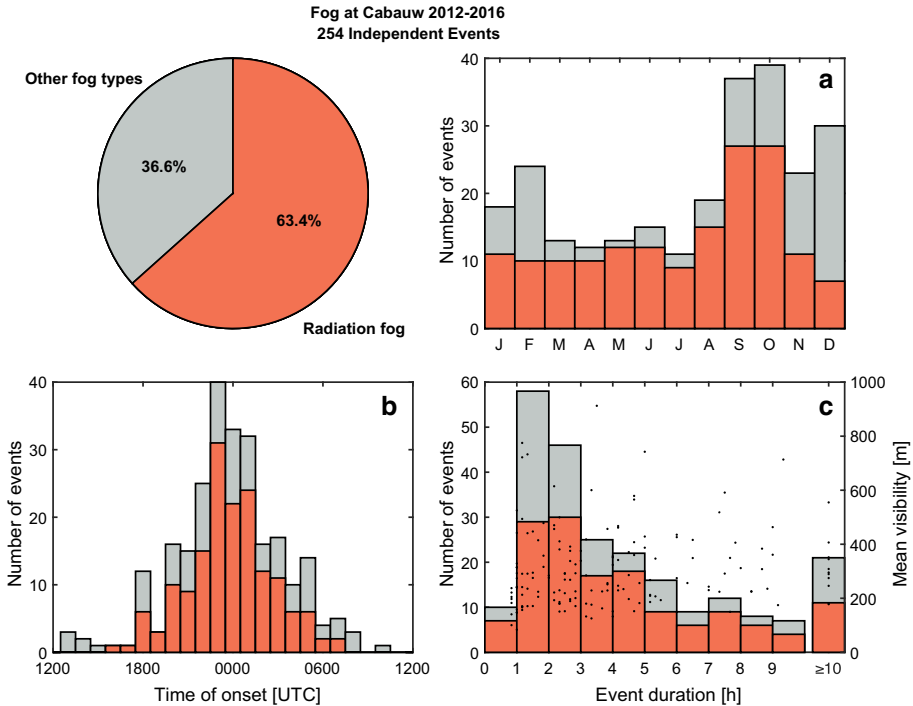 Fog at Cabauw 2012-2016
254 Independent Events
Other fog types
36.6%
63.4%
Radiation fog
a
Number of events
40
30
20
10
0
J F M A M J J A S O N D
b
Number of events
40
30
20
10
0
1200 1800 0000 0600 1200
Time of onset [UTC]
c
Number of events
60
50
40
30
20
10
0
0 1 2 3 4 5 6 7 8 9 ≥10
Event duration [h]
1000
800
600
400
200
0
Mean visibility [m]